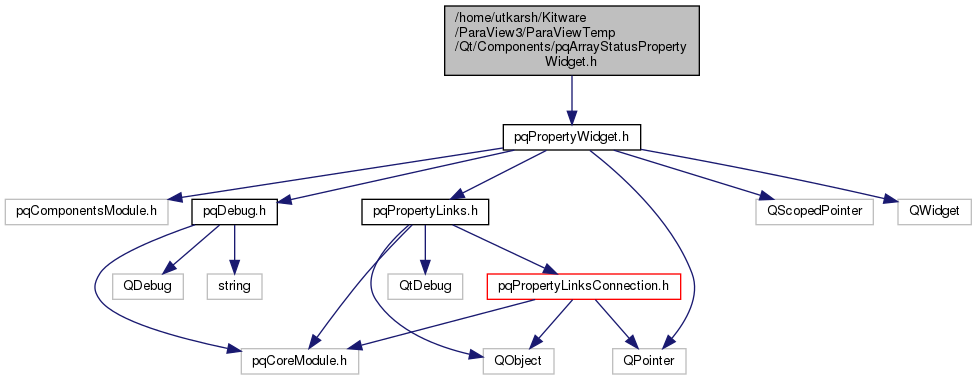 /home/utkarsh/Kitware
/ParaView3/ParaViewTemp
/Qt/Components/pqArrayStatusProperty
Widget.h
pqPropertyWidget.h
pqComponentsModule.h
pqDebug.h
pqPropertyLinks.h
QScopedPointer
QWidget
QDebug
string
QtDebug
pqPropertyLinksConnection.h
pqCoreModule.h
QObject
QPointer